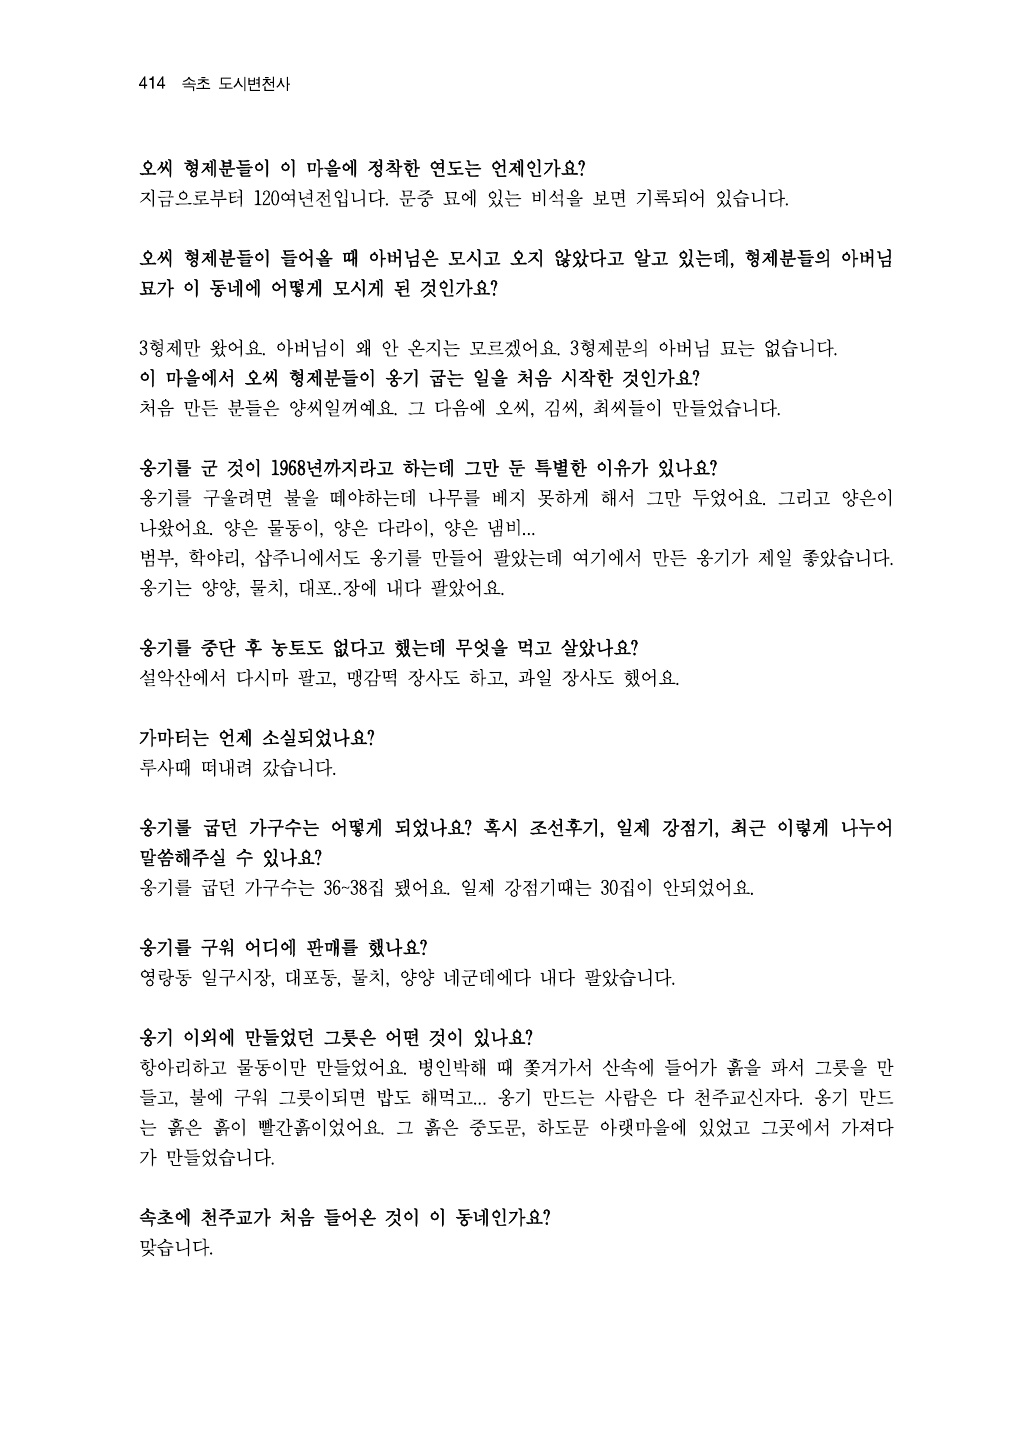 414 속초 도시변천사
오씨 형제분들이 이 마을에 정착한 연도는 언제인가요?
지금으로부터 120여년전입니다. 문중 묘에 있는 비석을 보면 기록되어 있습니다.
오씨 형제분들이 들어올 때 아버님은 모시고 오지 않았다고 알고 있는데, 형제분들의 아버님
묘가 이 동네에 어떻게 모시게 된 것인가요?
3형제만 왔어요. 아버님이 왜 안 온지는 모르겠어요. 3형제분의 아버님 묘는 없습니다.
이 마을에서 오씨 형제분들이 옹기 굽는 일을 처음 시작한 것인가요?
처음 만든 분들은 양씨일꺼예요. 그 다음에 오씨, 김씨, 최씨들이 만들었습니다.
옹기를 군 것이 1968년까지라고 하는데 그만 둔 특별한 이유가 있나요?
옹기를 구울려면 불을 떼야하는데 나무를 베지 못하게 해서 그만 두었어요. 그리고 양은이
나왔어요. 양은 물동이, 양은 다라이, 양은 냄비...
범부, 학야리, 삽주니에서도 옹기를 만들어 팔았는데 여기에서 만든 옹기가 제일 좋았습니다.
옹기는 양양, 물치, 대포..장에 내다 팔았어요.
옹기를 중단 후 농토도 없다고 했는데 무엇을 먹고 살았나요?
설악산에서 다시마 팔고, 맹감떡 장사도 하고, 과일 장사도 했어요.
가마터는 언제 소실되었나요?
루사때 떠내려 갔습니다.
옹기를 굽던 가구수는 어떻게 되었나요? 혹시 조선후기, 일제 강점기, 최근 이렇게 나누어
말씀해주실 수 있나요?
옹기를 굽던 가구수는 36~38집 됐어요. 일제 강점기때는 30집이 안되었어요.
옹기를 구워 어디에 판매를 했나요?
영랑동 일구시장, 대포동, 물치, 양양 네군데에다 내다 팔았습니다.
옹기 이외에 만들었던 그릇은 어떤 것이 있나요?
항아리하고 물동이만 만들었어요. 병인박해 때 쫓겨가서 산속에 들어가 흙을 파서 그릇을 만
들고, 불에 구워 그릇이되면 밥도 해먹고... 옹기 만드는 사람은 다 천주교신자다. 옹기 만드
는 흙은 흙이 빨간흙이었어요. 그 흙은 중도문, 하도문 아랫마을에 있었고 그곳에서 가져다
가 만들었습니다.
속초에 천주교가 처음 들어온 것이 이 동네인가요?
맞습니다.